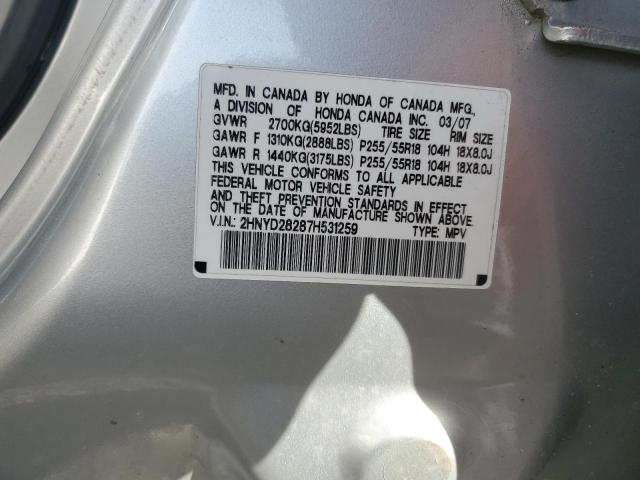 MFD. IN CANADA BY HONDA OF CANADA MFG.,
A DIVISION OF HONDA CANADA INC. 03/07
GVWR 2700KG(5952LBS) TIRE SIZE RIM SIZE
GAWR F 1310KG(2888LBS) P255/55R18 104H 18X8.0J
GAWR R 1440KG(3175LBS) P255/55R18 104H 18X8.0J
THIS VEHICLE CONFORMS TO ALL APPLICABLE
FEDERAL MOTOR VEHICLE SAFETY
AND THEFT PREVENTION STANDARDS IN EFFECT
ON THE DATE OF MANUFACTURE SHOWN ABOVE.
V.I.N.: 2HNYD28287H531259 TYPE: MPV